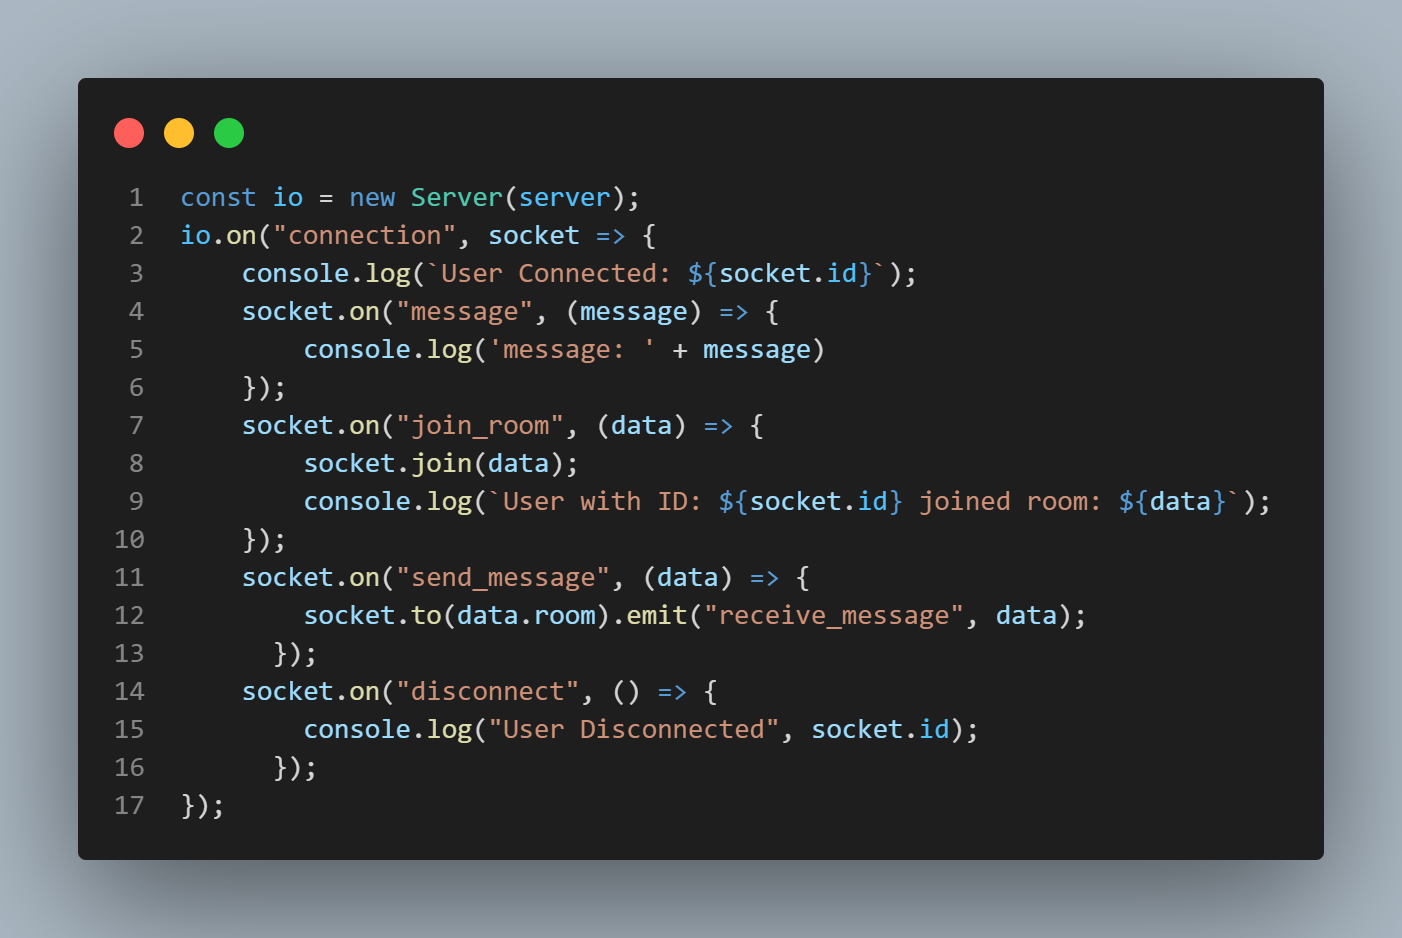 1 const io = new Server(server);
2 io.on("connection", socket => {
3     console.log(`User Connected: ${socket.id}`);
4     socket.on("message", (message) => {
5         console.log('message: ' + message)
6     });
7     socket.on("join_room", (data) => {
8         socket.join(data);
9         console.log(`User with ID: ${socket.id} joined room: ${data}`);
10     });
11     socket.on("send_message", (data) => {
12         socket.to(data.room).emit("receive_message", data);
13       });
14     socket.on("disconnect", () => {
15         console.log("User Disconnected", socket.id);
16       });
17 });